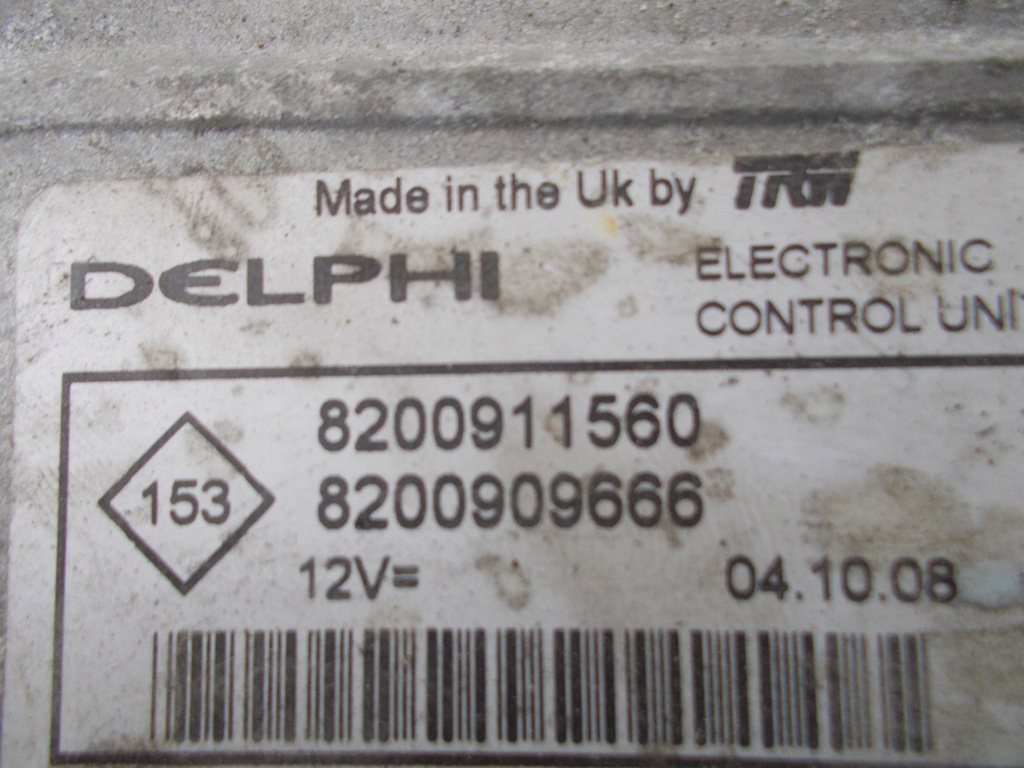 Made in the Uk by TRW
DELPHI
ELECTRONIC
CONTROL UNIT
8200911560
153
8200909666
12V=
04.10.08